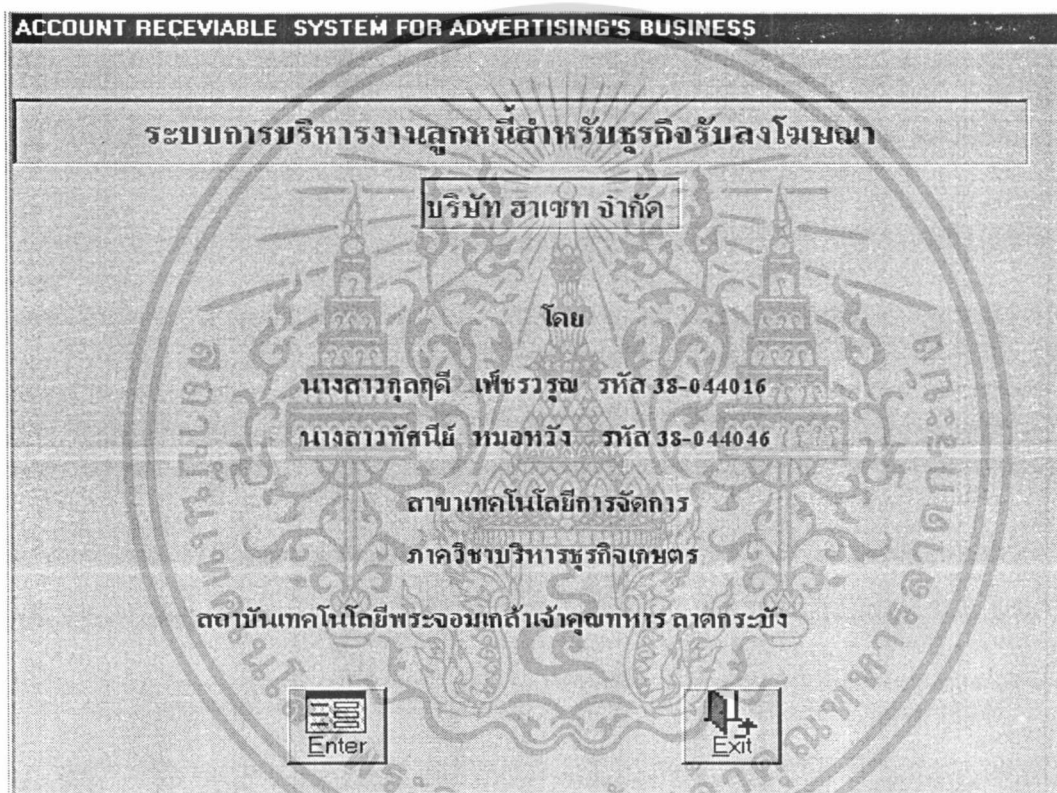 ACCOUNT RECEVIABLE SYSTEM FOR ADVERTISING'S BUSINESS
ระบบการบริหารงานลูกหนี้สำหรับธุรกิจรับลงโฆษณา
บริษัท ฮาเซท จำกัด
โดย
นางสาวกุลฤดี เพ็ชรวรุณ รหัส 38-044016
นางสาวทัศนีย์ หมอหวัง รหัส 38-044046
สาขาเทคโนโลยีการจัดการ
ภาควิชาบริหารธุรกิจเกษตร
สถาบันเทคโนโลยีพระจอมเกล้าเจ้าคุณทหาร ลาดกระบัง
Enter Exit